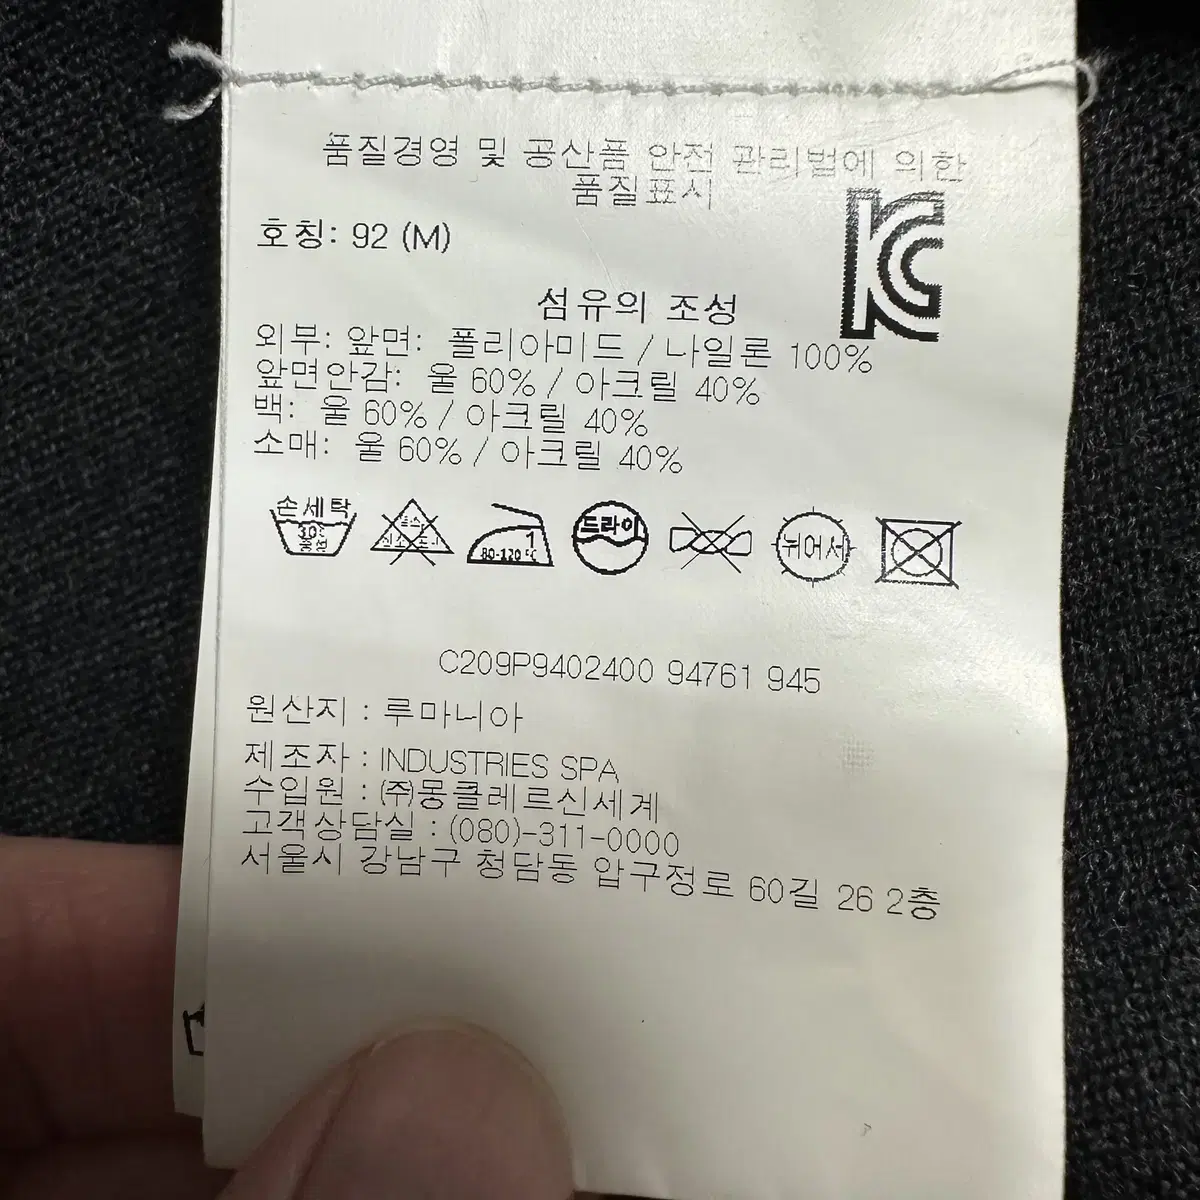 품질경영 및 공산품 안전 관리법에 의한
품질표시
호칭: 92 (M)
섬유의 조성
외부: 앞면: 폴리아미드 / 나일론 100%
앞면안감: 울 60% / 아크릴 40%
백: 울 60% / 아크릴 40%
소매: 울 60% / 아크릴 40%
손세탁
30℃
중성
1
80-120℃
드라이
뉘어서
C209P9402400 94761 945
원산지 : 루마니아
제조자 : INDUSTRIES SPA
수입원 : ㈜몽클레르신세계
고객상담실 : (080)-311-0000
서울시 강남구 청담동 압구정로 60길 26 2층